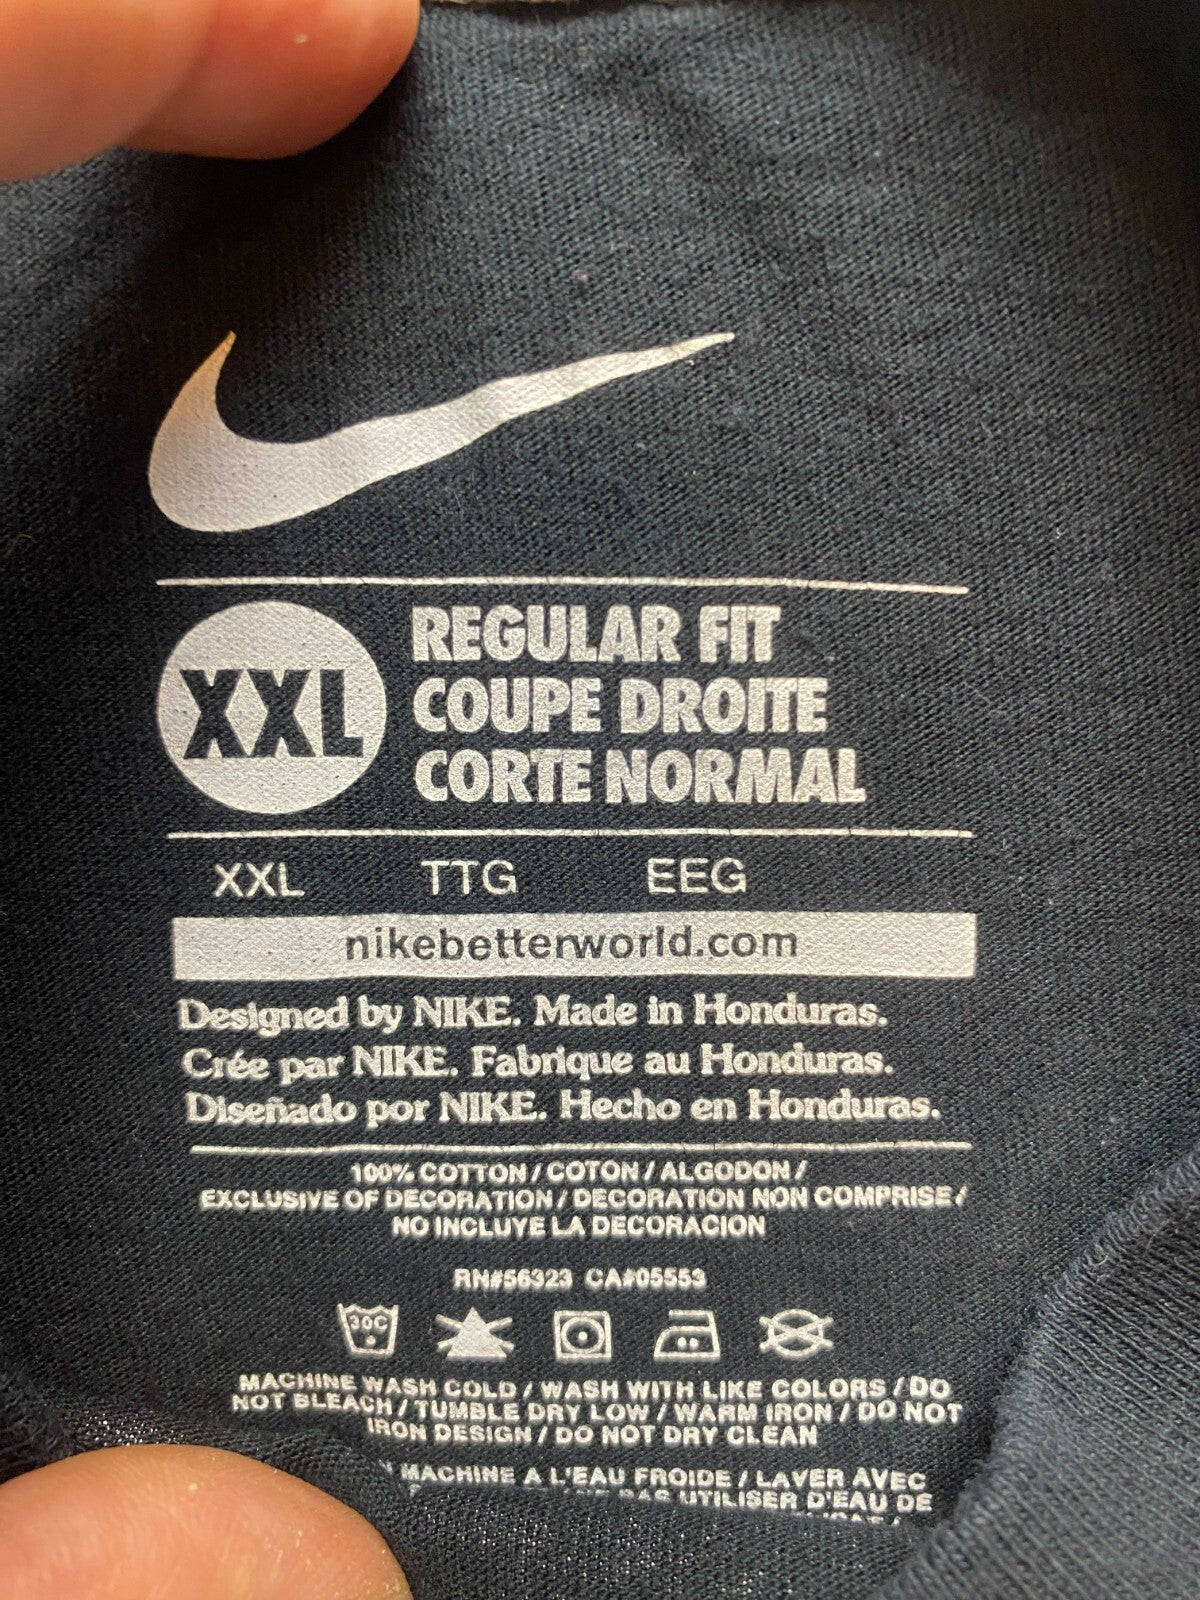 XXL
REGULAR FIT
COUPE DROITE
CORTE NORMAL
XXL TTG EEG
nikebetterworld.com
Designed by NIKE. Made in Honduras.
Crée par NIKE. Fabrique au Honduras.
Diseñado por NIKE. Hecho en Honduras.
100% COTTON / COTON / ALGODON /
EXCLUSIVE OF DECORATION / DECORATION NON COMPRISE /
NO INCLUYE LA DECORACION
RN#56323 CA#05553
30C
MACHINE WASH COLD / WASH WITH LIKE COLORS / DO
NOT BLEACH / TUMBLE DRY LOW / WARM IRON / DO NOT
IRON DESIGN / DO NOT DRY CLEAN
MACHINE A L'EAU FROIDE / LAVER AVEC
PAS UTILISER D'EAU DE